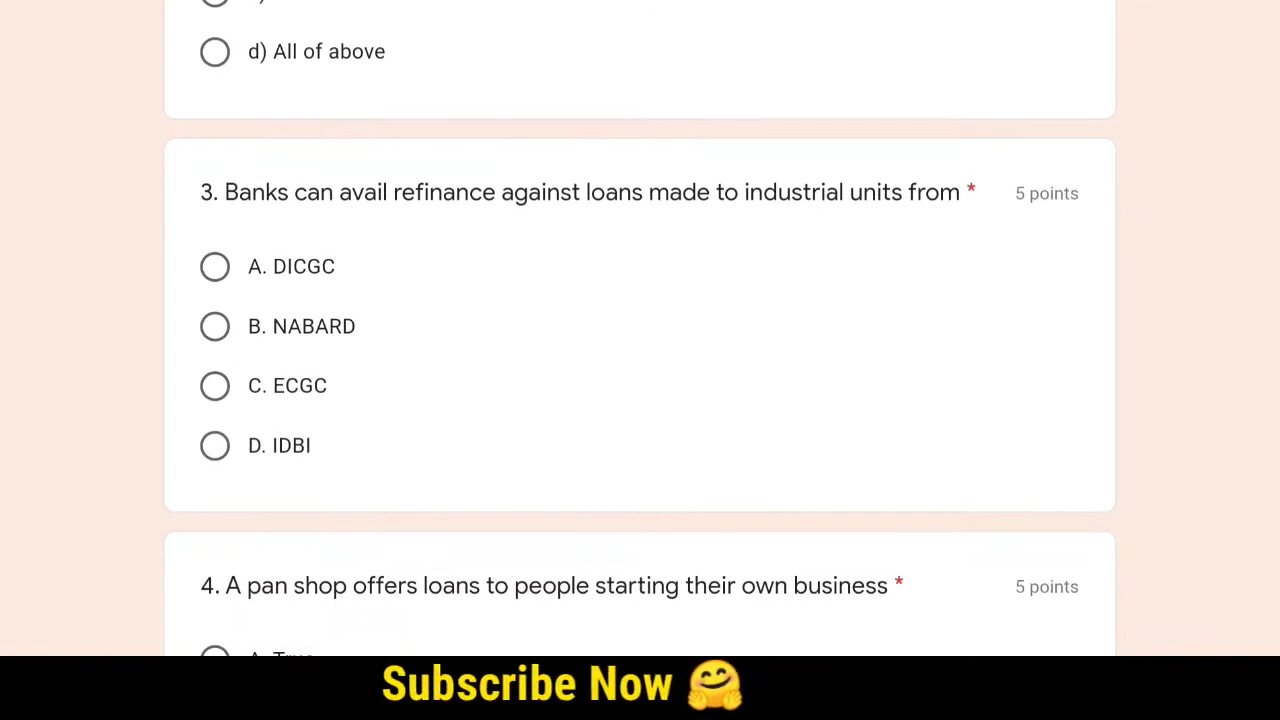 d) All of above
3. Banks can avail refinance against loans made to industrial units from * 5 points
A. DICGC
B. NABARD
C. ECGC
D. IDBI
4. A pan shop offers loans to people starting their own business * 5 points
A. True
Subscribe Now 🤗